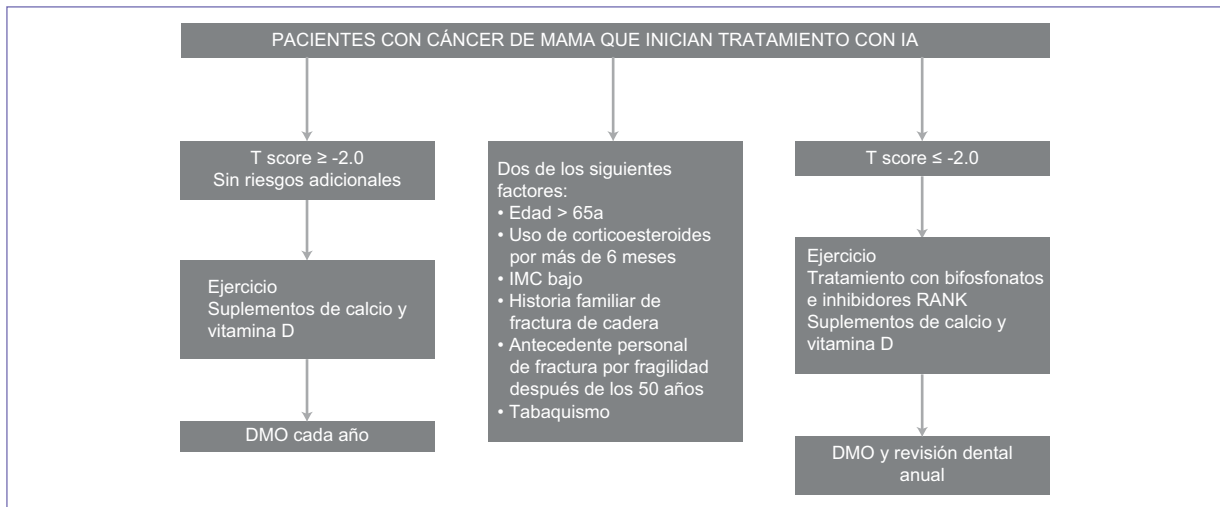 PACIENTES CON CÁNCER DE MAMA QUE INICIAN TRATAMIENTO CON IA
T score ≥ -2.0
Sin riesgos adicionales
Ejercicio
Suplementos de calcio y
vitamina D
DMO cada año
Dos de los siguientes
factores:
• Edad > 65a
• Uso de corticoesteroides
por más de 6 meses
• IMC bajo
• Historia familiar de
fractura de cadera
• Antecedente personal
de fractura por fragilidad
después de los 50 años
• Tabaquismo
T score ≤ -2.0
Ejercicio
Tratamiento con bifosfonatos
e inhibidores RANK
Suplementos de calcio y
vitamina D
DMO y revisión dental
anual